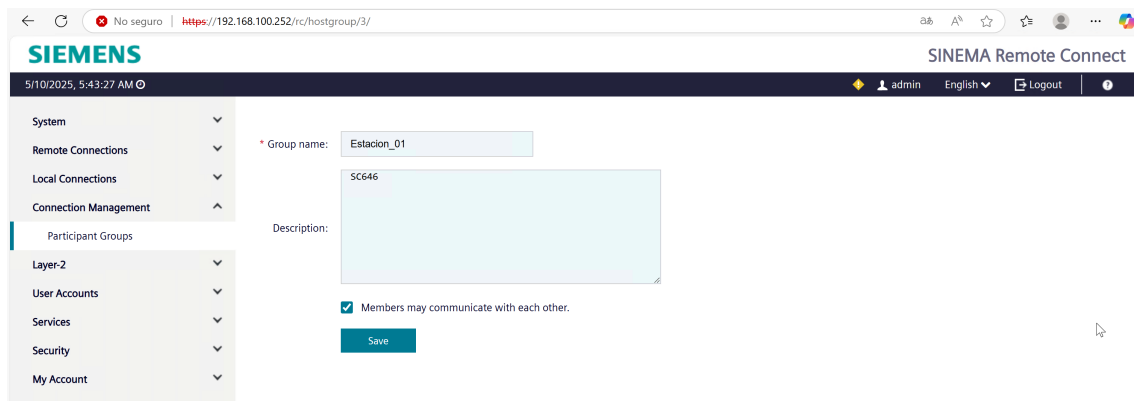 No seguro https://192.168.100.252/rc/hostgroup/3/
SIEMENS
SINEMA Remote Connect
5/10/2025, 5:43:27 AM admin English Logout
System
Remote Connections
Local Connections
Connection Management
Participant Groups
Layer-2
User Accounts
Services
Security
My Account
* Group name: Estacion_01
Description: SC646
Members may communicate with each other.
Save